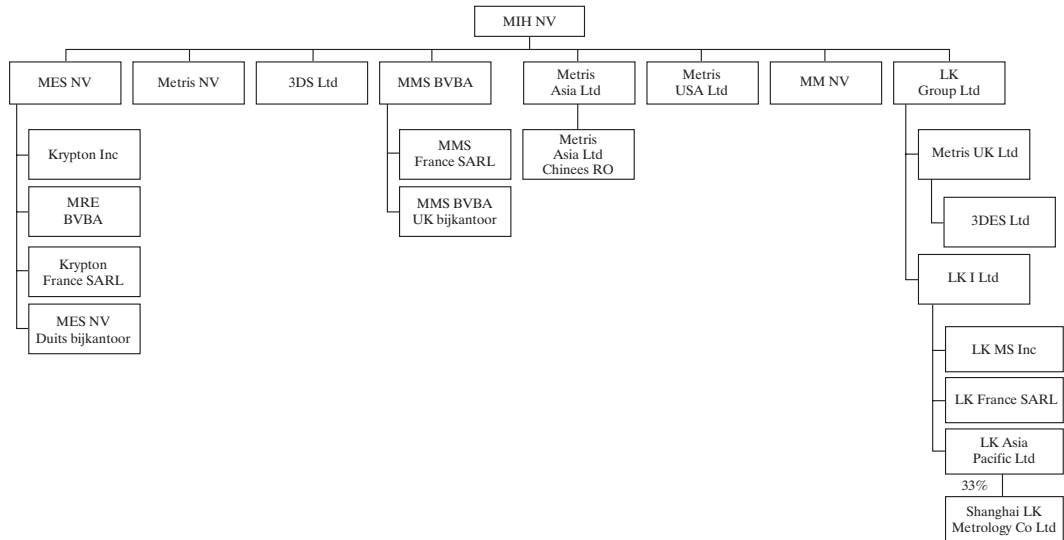 MIH NV
MES NV
Metris NV
3DS Ltd
MMS BVBA
Metris
Asia Ltd
Metris
USA Ltd
MM NV
LK
Group Ltd
Krypton Inc
MRE
BVBA
Krypton
France SARL
MES NV
Duits bijkantoor
MMS
France SARL
MMS BVBA
UK bijkantoor
Metris
Asia Ltd
Chinees RO
Metris UK Ltd
3DES Ltd
LK I Ltd
LK MS Inc
LK France SARL
LK Asia
Pacific Ltd
33%
Shanghai LK
Metrology Co Ltd